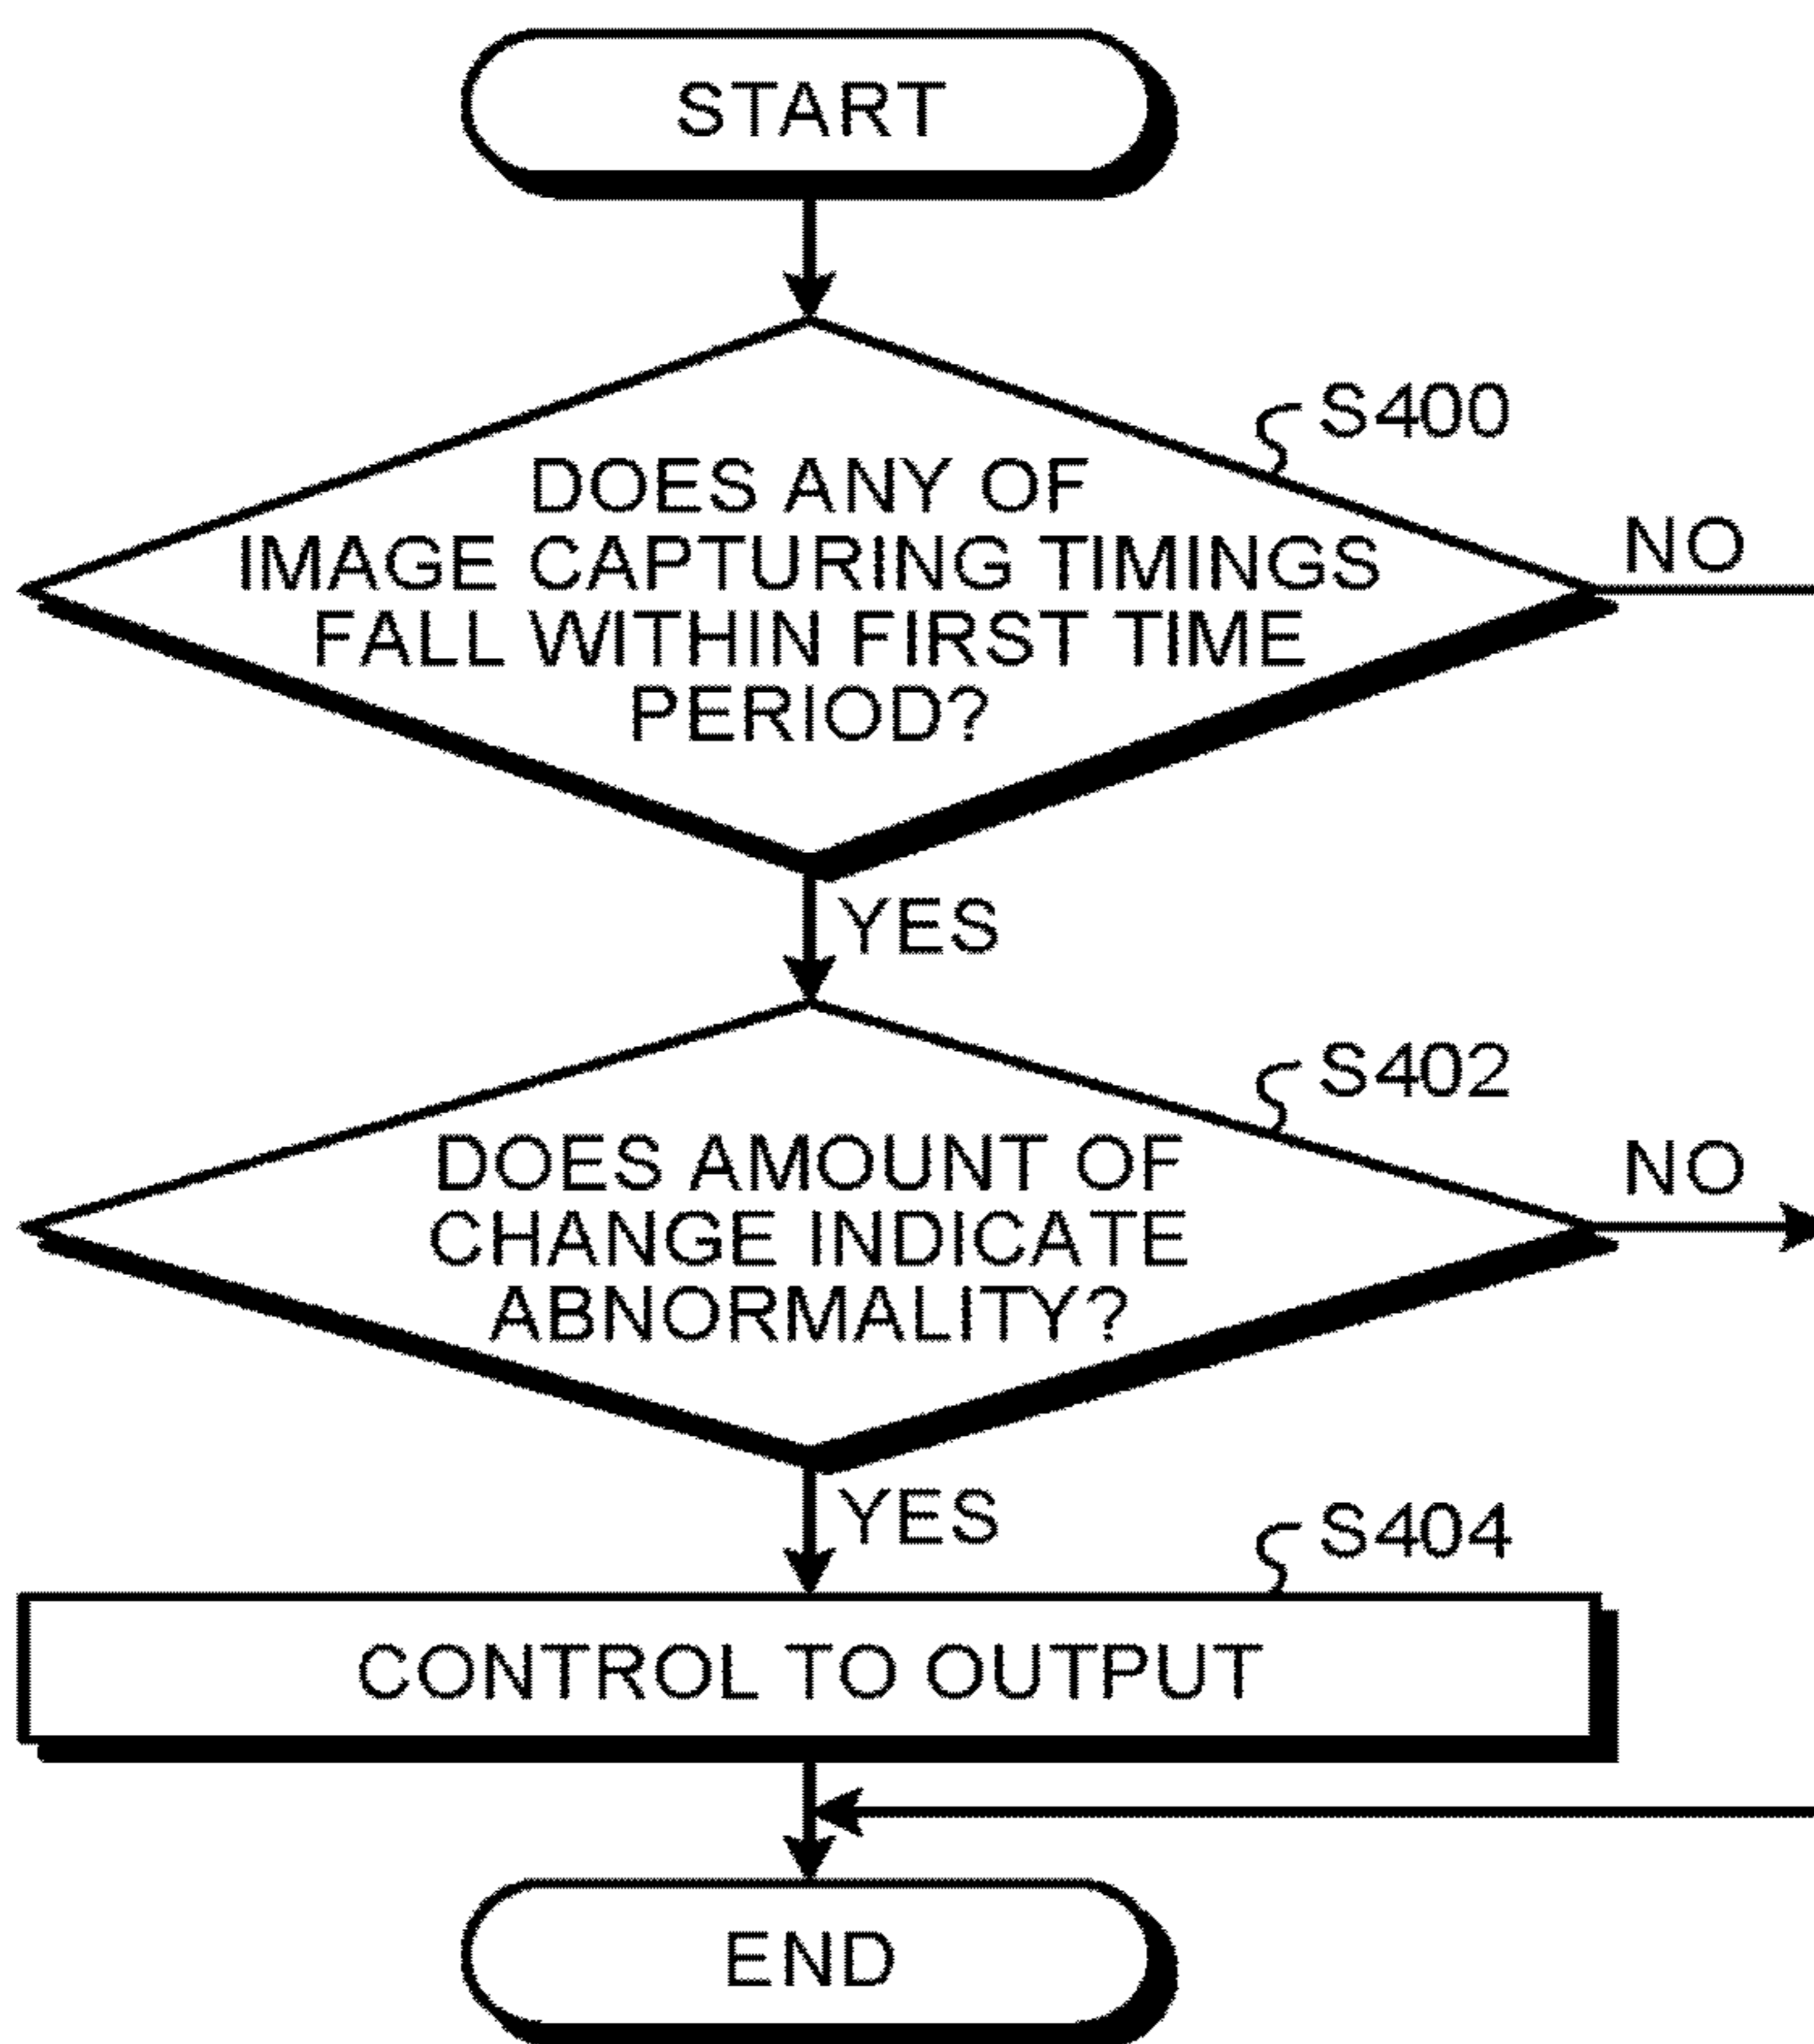 START
S400
DOES ANY OF
IMAGE CAPTURING TIMINGS
FALL WITHIN FIRST TIME
PERIOD?
NO
YES
S402
DOES AMOUNT OF
CHANGE INDICATE
ABNORMALITY?
NO
YES
S404
CONTROL TO OUTPUT
END